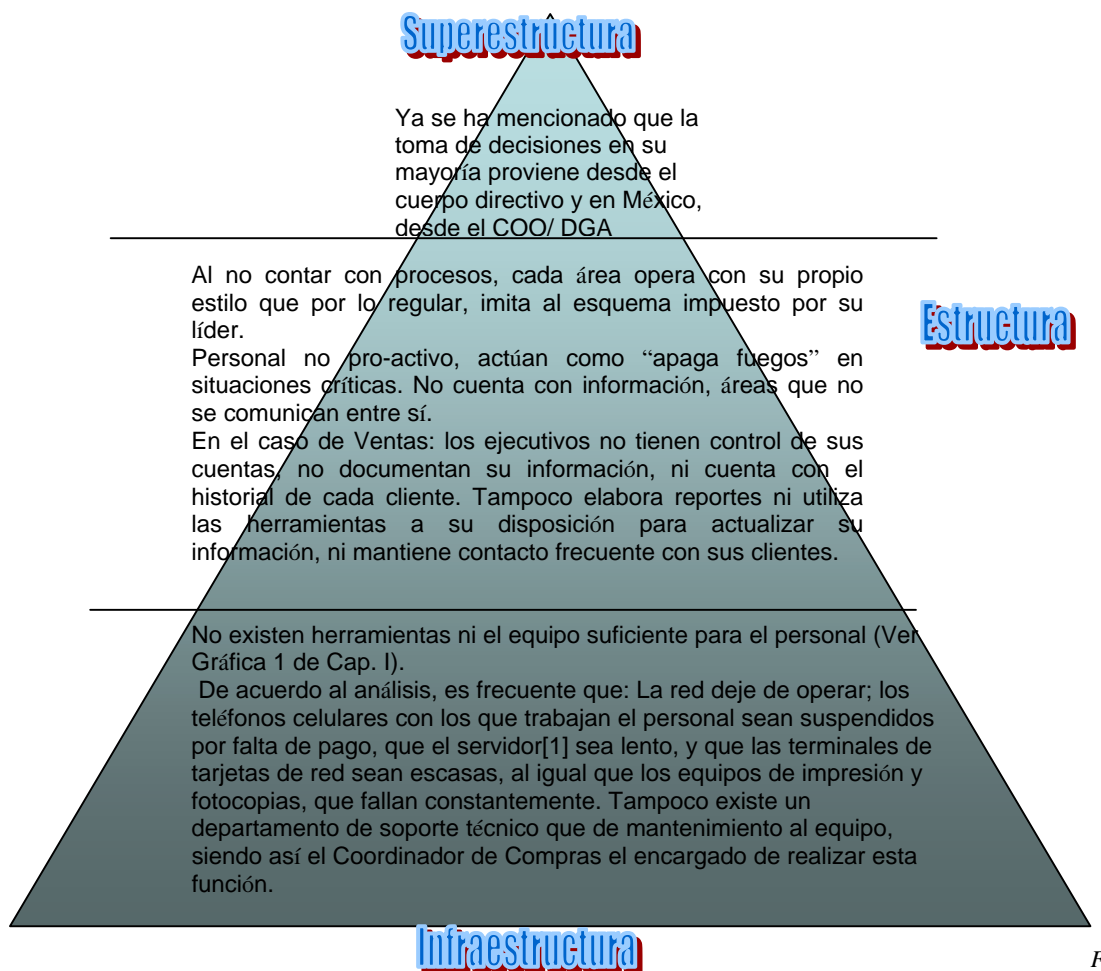 Superestructura
Ya se ha mencionado que la
toma de decisiones en su
mayoría proviene desde el
cuerpo directivo y en México,
desde el COO/ DGA
Al no contar con procesos, cada área opera con su propio
estilo que por lo regular, imita al esquema impuesto por su
líder.
Estructura
Personal no pro-activo, actúan como “apaga fuegos” en
situaciones críticas. No cuenta con información, áreas que no
se comunican entre sí.
En el caso de Ventas: los ejecutivos no tienen control de sus
cuentas, no documentan su información, ni cuenta con el
historial de cada cliente. Tampoco elabora reportes ni utiliza
las herramientas a su disposición para actualizar su
información, ni mantiene contacto frecuente con sus clientes.
No existen herramientas ni el equipo suficiente para el personal (Ver
Gráfica 1 de Cap. I).
De acuerdo al análisis, es frecuente que: La red deje de operar; los
teléfonos celulares con los que trabajan el personal sean suspendidos
por falta de pago, que el servidor[1] sea lento, y que las terminales de
tarjetas de red sean escasas, al igual que los equipos de impresión y
fotocopias, que fallan constantemente. Tampoco existe un
departamento de soporte técnico que de mantenimiento al equipo,
siendo así el Coordinador de Compras el encargado de realizar esta
función.
Infraestructura